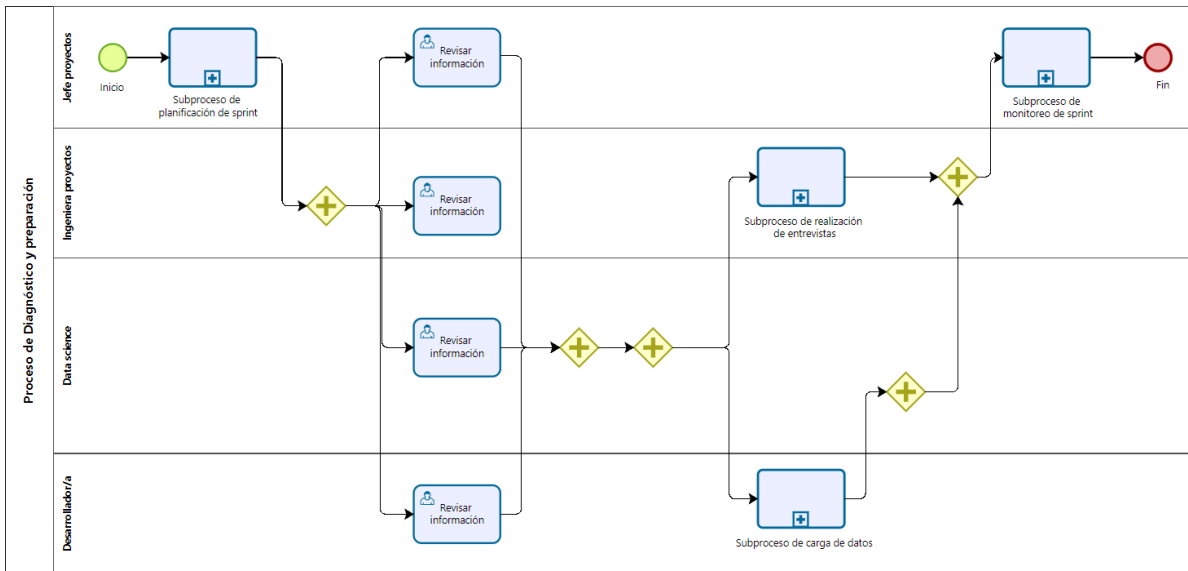 Proceso de Diagnóstico y preparación
Jefe proyectos
Inicio
Subproceso de
planificación de sprint
Revisar
información
Subproceso de
monitoreo de sprint
Fin
Ingeniera proyectos
Revisar
información
Subproceso de realización
de entrevistas
Data science
Revisar
información
Desarrollador/a
Revisar
información
Subproceso de carga de datos